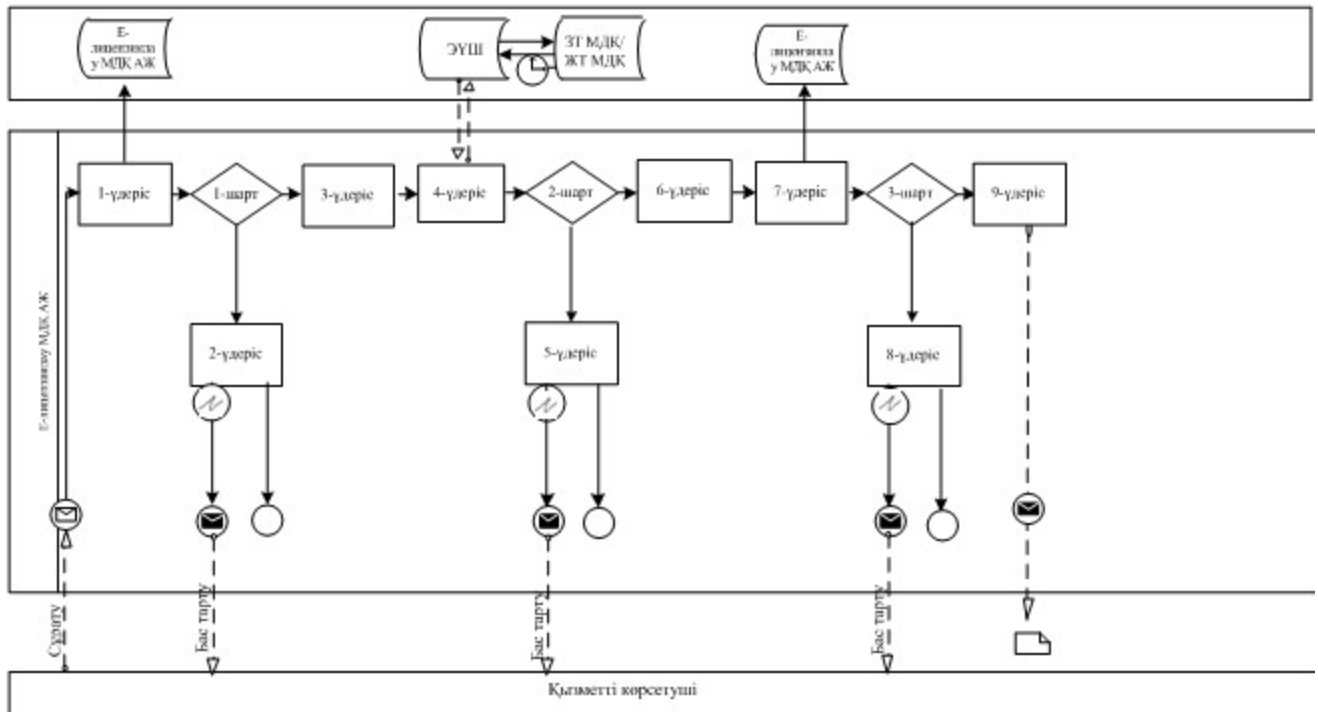 Е-
лицензияла
у МДҚ АЖ
ЭҮШ
ЗТ МДҚ/
ЖТ МДҚ
Е-
лицензияла
у МДҚ АЖ
1-үдеріс
1-шарт
3-үдеріс
4-үдеріс
2-шарт
6-үдеріс
7-үдеріс
3-шарт
9-үдеріс
Е-лицензиялау МДҚ АЖ
2-үдеріс
5-үдеріс
8-үдеріс
Сұрату
Бас тарту
Бас тарту
Бас тарту
Қызметті көрсетуші